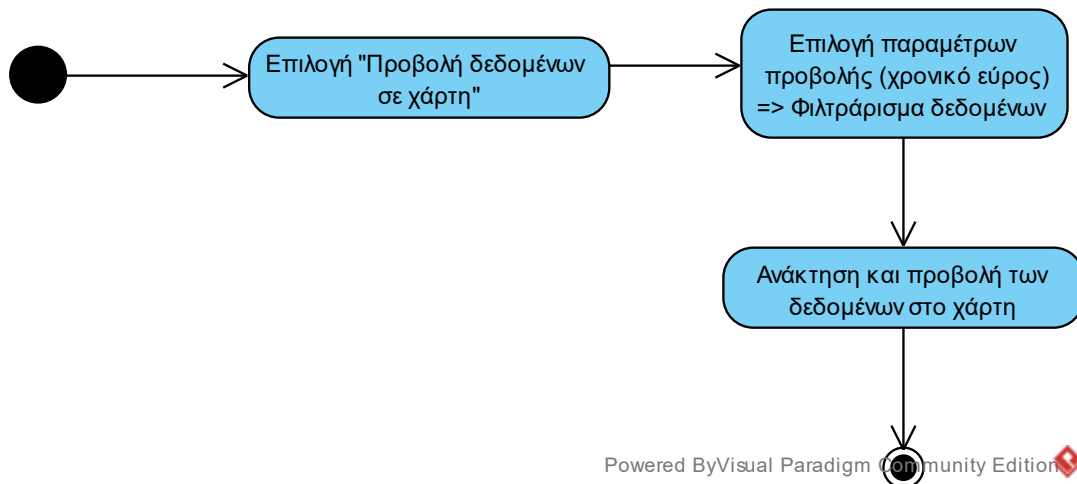 Επιλογή "Προβολή δεδομένων
σε χάρτη"
Επιλογή παραμέτρων
προβολής (χρονικό εύρος)
=> Φιλτράρισμα δεδομένων
Ανάκτηση και προβολή των
δεδομένων στο χάρτη
Powered ByVisual Paradigm Community Edition